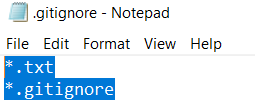 .gitignore - Notepad
File Edit Format View Help
*.txt
*.gitignore